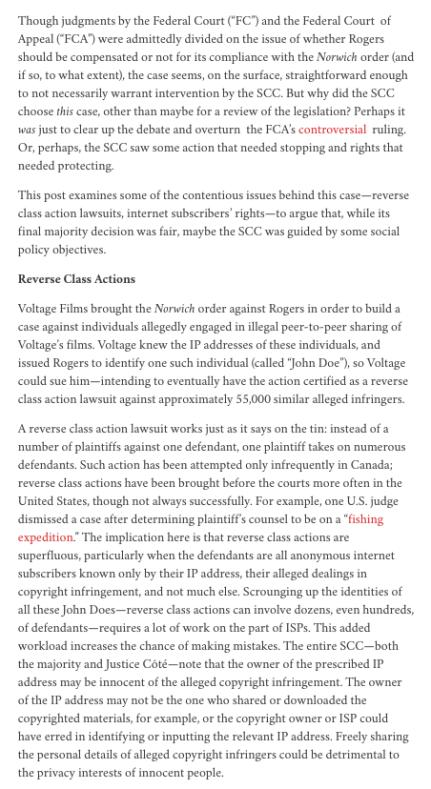 Though judgments by the Federal Court (“FC”) and the Federal Court of
Appeal (“FCA”) were admittedly divided on the issue of whether Rogers
should be compensated or not for its compliance with the Norwich order (and
if so, to what extent), the case seems, on the surface, straightforward enough
to not necessarily warrant intervention by the SCC. But why did the SCC
choose this case, other than maybe for a review of the legislation? Perhaps it
was just to clear up the debate and overturn the FCA’s controversial ruling.
Or, perhaps, the SCC saw some action that needed stopping and rights that
needed protecting.
This post examines some of the contentious issues behind this case—reverse
class action lawsuits, internet subscribers’ rights—to argue that, while its
final majority decision was fair, maybe the SCC was guided by some social
policy objectives.
Reverse Class Actions
Voltage Films brought the Norwich order against Rogers in order to build a
case against individuals allegedly engaged in illegal peer-to-peer sharing of
Voltage’s films. Voltage knew the IP addresses of these individuals, and
issued Rogers to identify one such individual (called “John Doe”), so Voltage
could sue him—intending to eventually have the action certified as a reverse
class action lawsuit against approximately 55,000 similar alleged infringers.
A reverse class action lawsuit works just as it says on the tin: instead of a
number of plaintiffs against one defendant, one plaintiff takes on numerous
defendants. Such action has been attempted only infrequently in Canada;
reverse class actions have been brought before the courts more often in the
United States, though not always successfully. For example, one U.S. judge
dismissed a case after determining plaintiff’s counsel to be on a “fishing
expedition.” The implication here is that reverse class actions are
superfluous, particularly when the defendants are all anonymous internet
subscribers known only by their IP address, their alleged dealings in
copyright infringement, and not much else. Scrounging up the identities of
all these John Does—reverse class actions can involve dozens, even hundreds,
of defendants—requires a lot of work on the part of ISPs. This added
workload increases the chance of making mistakes. The entire SCC—both
the majority and Justice Côté—note that the owner of the prescribed IP
address may be innocent of the alleged copyright infringement. The owner
of the IP address may not be the one who shared or downloaded the
copyrighted materials, for example, or the copyright owner or ISP could
have erred in identifying or inputting the relevant IP address. Freely sharing
the personal details of alleged copyright infringers could be detrimental to
the privacy interests of innocent people.